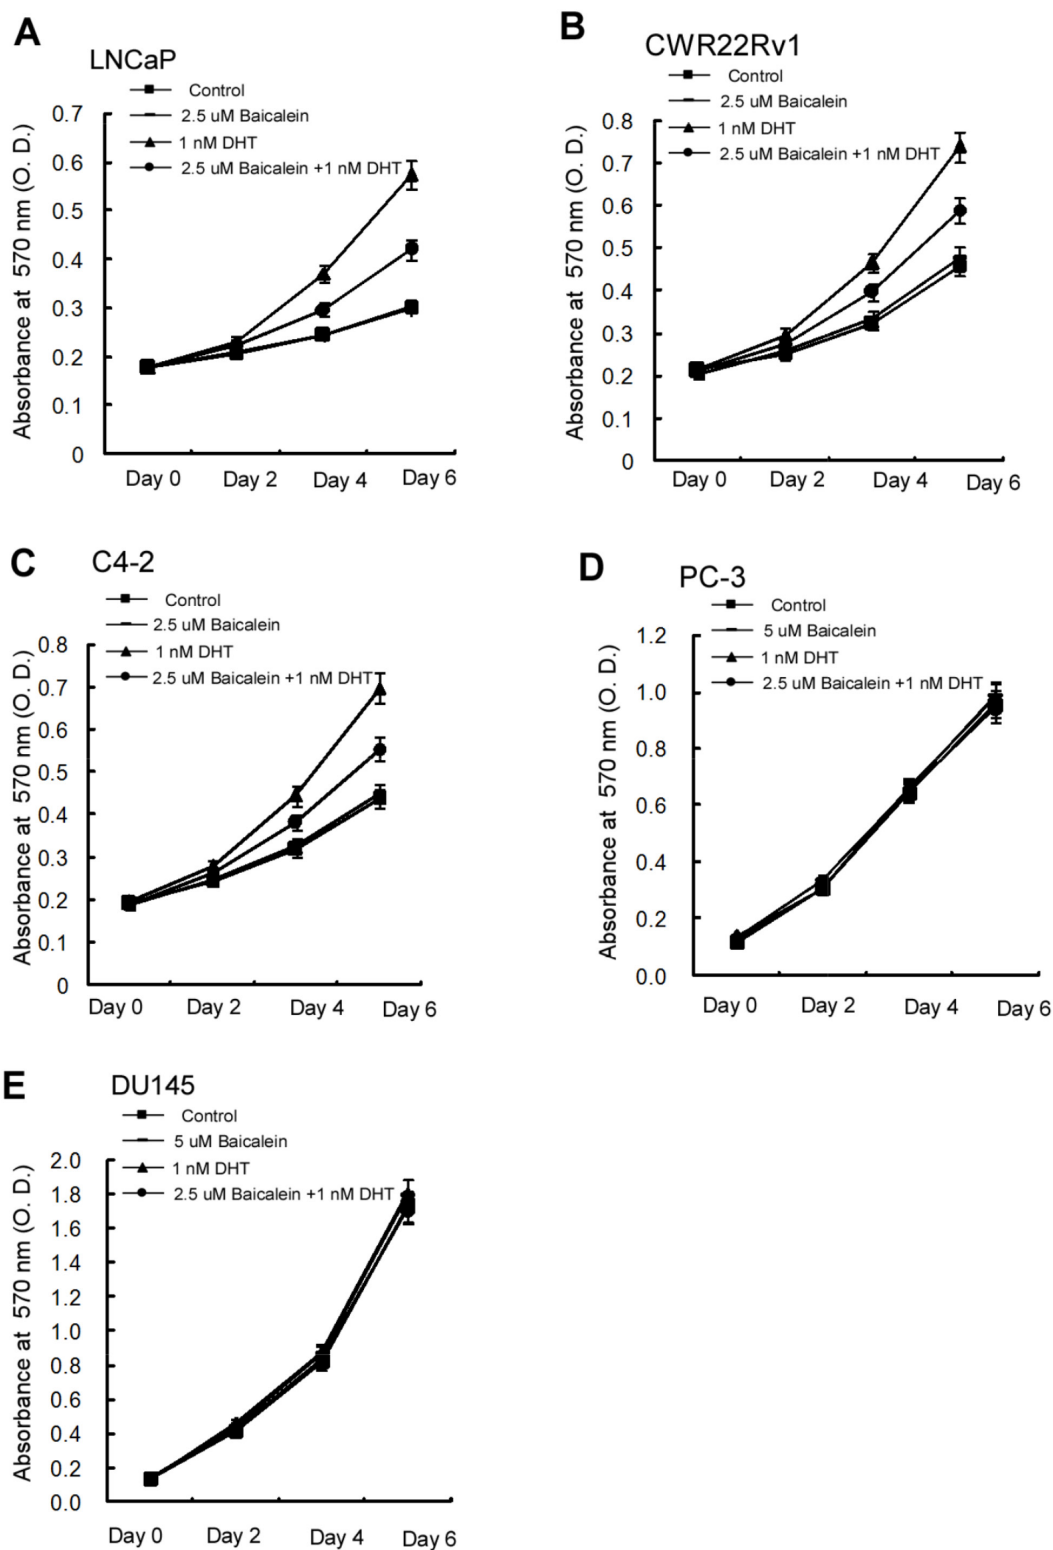 A
LNCaP
Control
2.5 uM Baicalein
1 nM DHT
2.5 uM Baicalein +1 nM DHT
Absorbance at 570 nm (O. D.)
0.7
0.6
0.5
0.4
0.3
0.2
0.1
0
Day 0 Day 2 Day 4 Day 6
B
CWR22Rv1
Control
2.5 uM Baicalein
1 nM DHT
2.5 uM Baicalein +1 nM DHT
Absorbance at 570 nm (O. D.)
0.8
0.7
0.6
0.5
0.4
0.3
0.2
0.1
0
Day 0 Day 2 Day 4 Day 6
C
C4-2
Control
2.5 uM Baicalein
1 nM DHT
2.5 uM Baicalein +1 nM DHT
Absorbance at 570 nm (O. D.)
0.8
0.7
0.6
0.5
0.4
0.3
0.2
0.1
0
Day 0 Day 2 Day 4 Day 6
D
PC-3
Control
5 uM Baicalein
1 nM DHT
2.5 uM Baicalein +1 nM DHT
Absorbance at 570 nm (O. D.)
1.2
1.0
0.8
0.6
0.4
0.2
0.0
Day 0 Day 2 Day 4 Day 6
E
DU145
Control
5 uM Baicalein
1 nM DHT
2.5 uM Baicalein +1 nM DHT
Absorbance at 570 nm (O. D.)
2.0
1.8
1.6
1.4
1.2
1.0
0.8
0.6
0.4
0.2
0.0
Day 0 Day 2 Day 4 Day 6